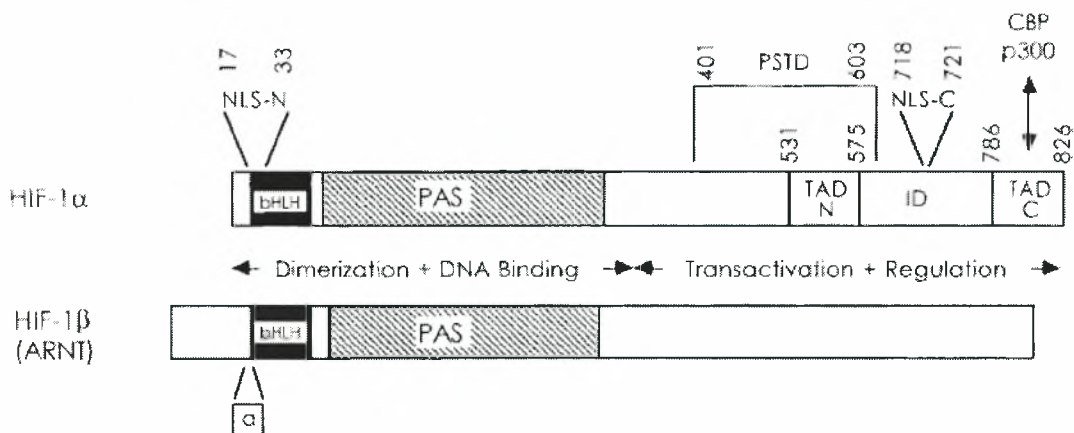 CBP
p300
17
33
401
PSTD
603
718
721
NLS-N
NLS-C
531
575
786
826
HIF-1α
bHLH
PAS
TAD
N
ID
TAD
C
Dimerization + DNA Binding
Transactivation + Regulation
HIF-1β
(ARNT)
bHLH
PAS
a